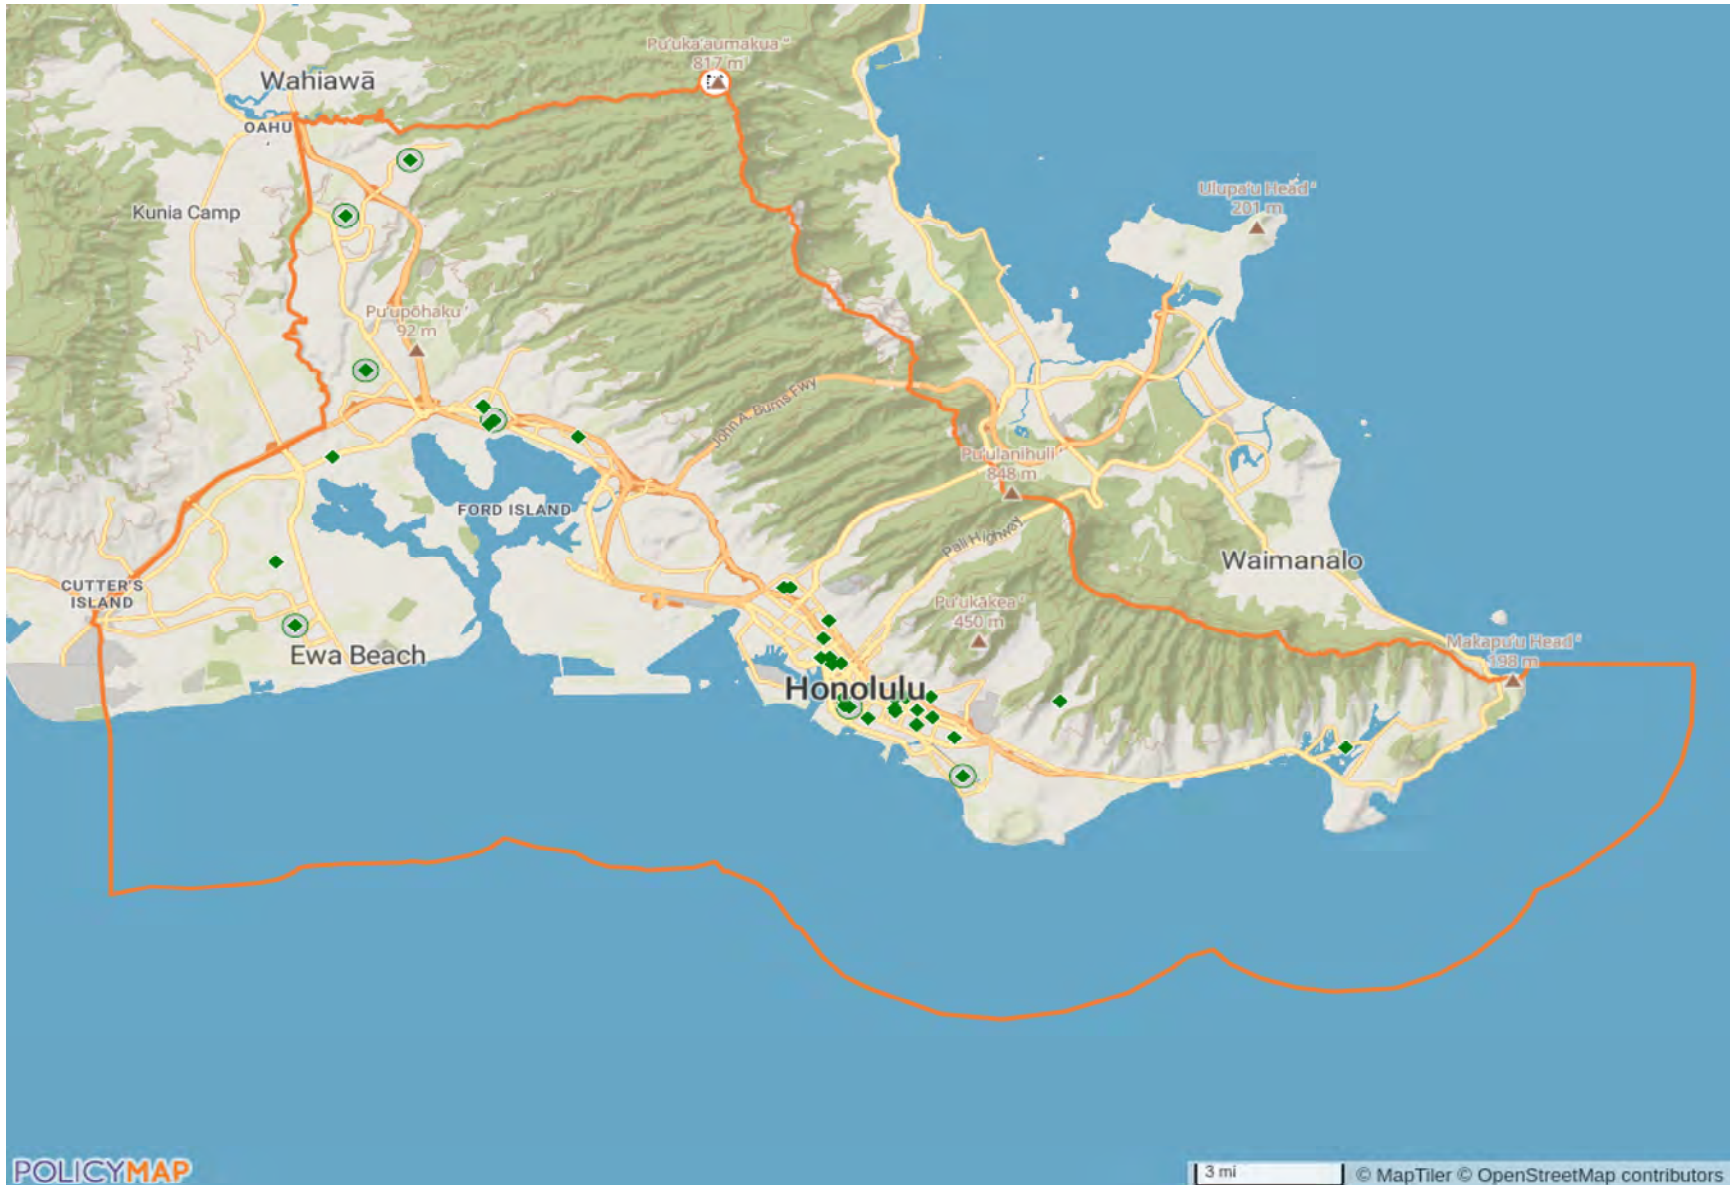 Pu'uka'aumakua
817 m
Wahiawā
OAHU
Ulupa'u Head
201 m
Kunia Camp
Pu'upōhaku
92 m
John A. Burns Fwy
Pu'ulanihuli
848 m
FORD ISLAND
Pali Highway
Waimanalo
CUTTER'S
ISLAND
Pu'ukākea
450 m
Ewa Beach
Makapu'u Head
198 m
Honolulu
POLICYMAP
3 mi
© MapTiler © OpenStreetMap contributors